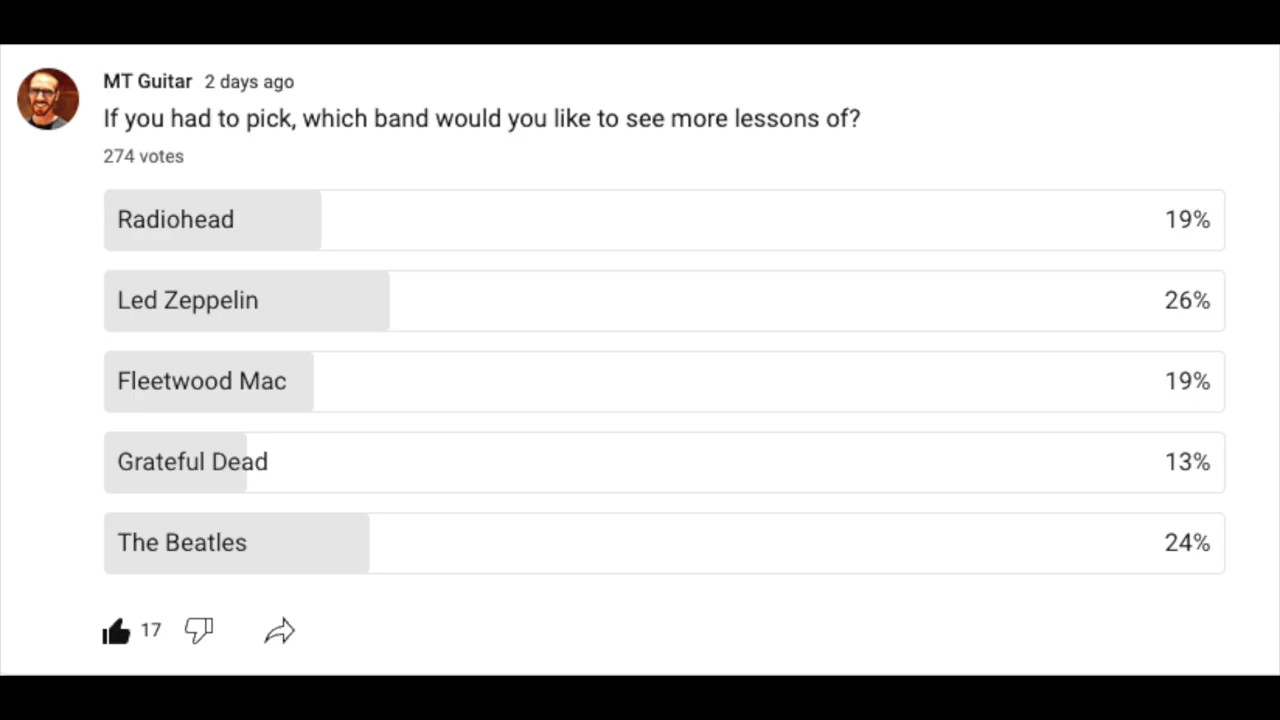 MT Guitar 2 days ago
If you had to pick, which band would you like to see more lessons of?
274 votes
Radiohead 19%
Led Zeppelin 26%
Fleetwood Mac 19%
Grateful Dead 13%
The Beatles 24%
17